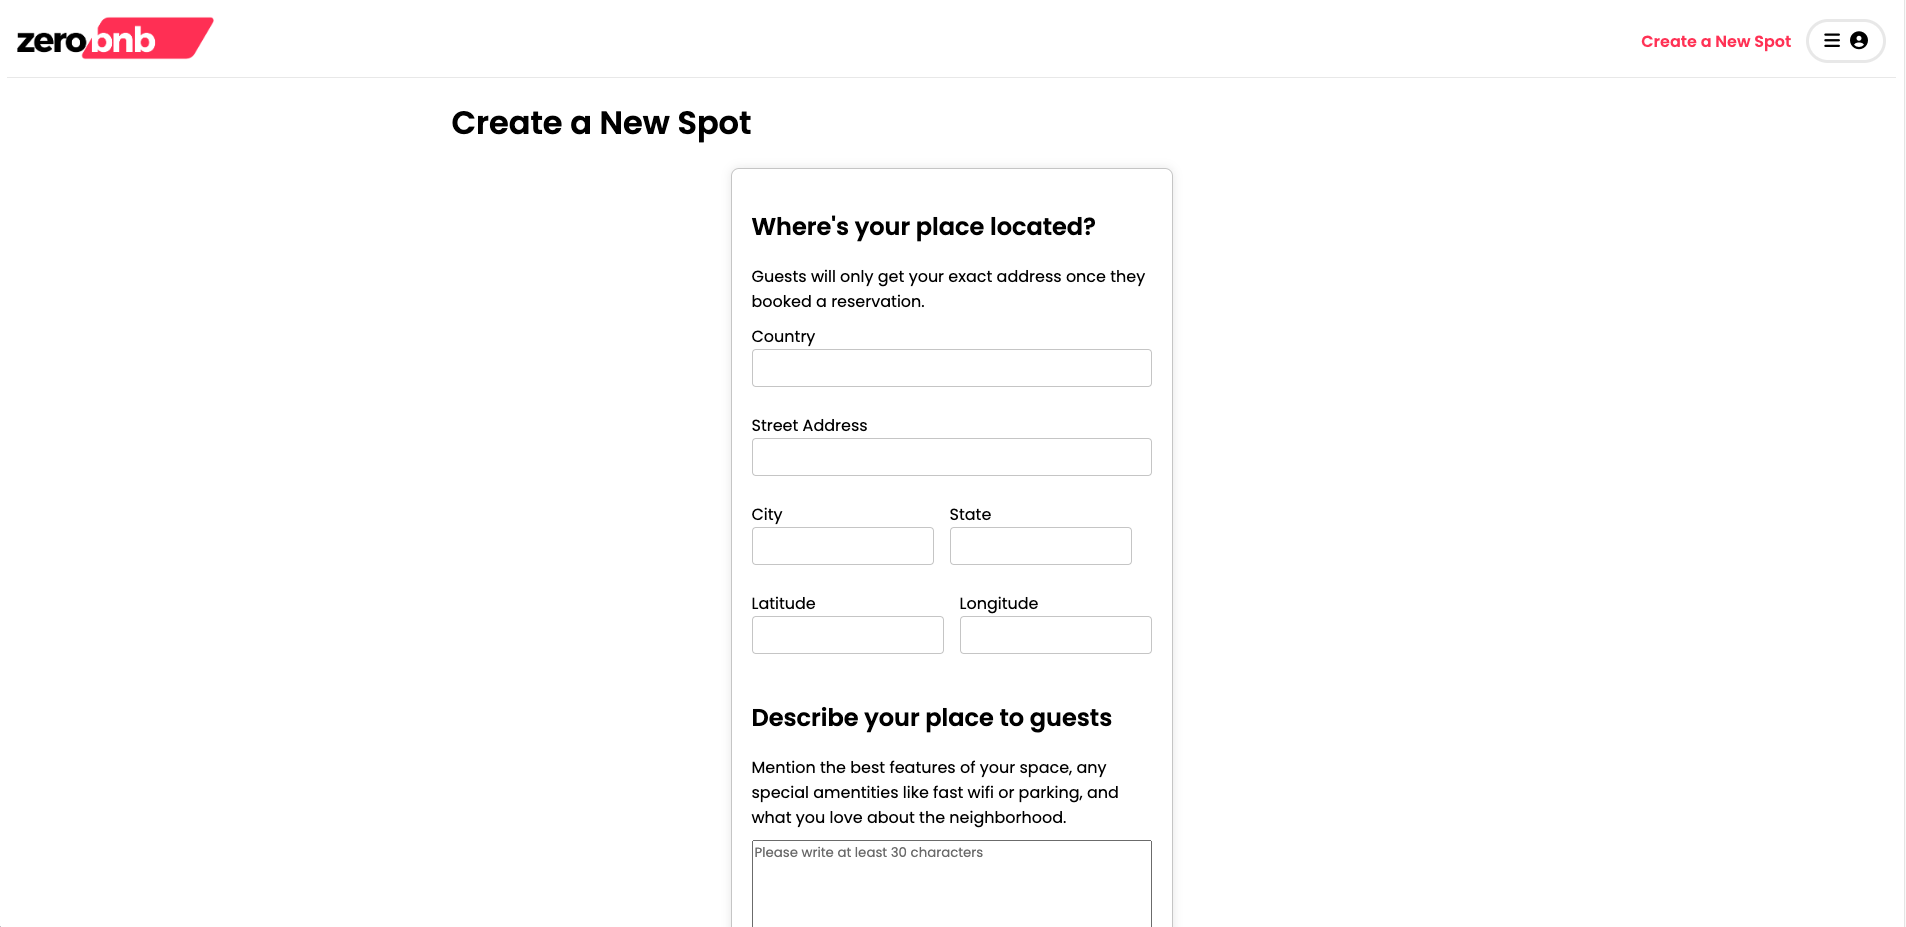 zerobnb
Create a New Spot
Create a New Spot
Where's your place located?
Guests will only get your exact address once they
booked a reservation.
Country
Street Address
City State
Latitude Longitude
Describe your place to guests
Mention the best features of your space, any
special amentities like fast wifi or parking, and
what you love about the neighborhood.
Please write at least 30 characters